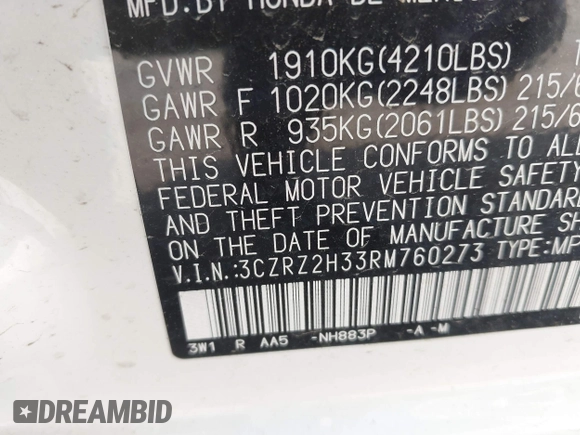 MFD.BY HONDA DE
GVWR 1910KG(4210LBS)
GAWR F 1020KG(2248LBS) 215/6
GAWR R 935KG(2061LBS) 215/6
THIS VEHICLE CONFORMS TO ALL
FEDERAL MOTOR VEHICLE SAFETY
AND THEFT PREVENTION STANDARD
ON THE DATE OF MANUFACTURE SH
V.I.N.:3CZRZ2H33RM760273 TYPE:MP
3W1 R AA5 -NH883P -A -M
DREAMBID